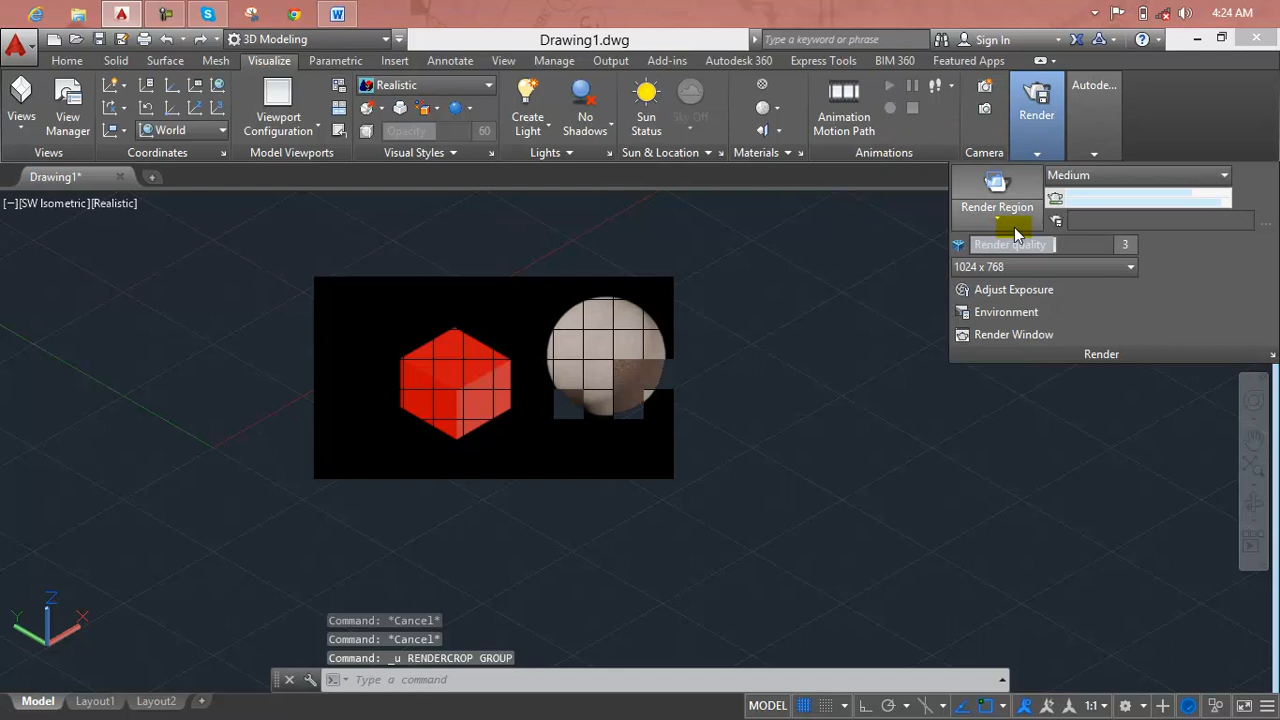 4:24 AM
3D Modeling
Drawing1.dwg
Type a keyword or phrase
Sign In
Home Solid Surface Mesh Visualize Parametric Insert Annotate View Manage Output Add-ins Autodesk 360 Express Tools BIM 360 Featured Apps
Views
View
Manager
World
Viewport
Configuration
Realistic
Opacity 60
Create
Light
No
Shadows
Sun
Status
Sky Off
Animation
Motion Path
Render
Autodesk...
Views Coordinates Model Viewports Visual Styles Lights Sun & Location Materials Animations Camera
Drawing1*
[−][SW Isometric][Realistic]
Render Region
Medium
Render quality 3
1024 x 768
Adjust Exposure
Environment
Render Window
Render
Z
Y
X
Command: *Cancel*
Command: *Cancel*
Command: _u RENDERCROP GROUP
Type a command
Model Layout1 Layout2 +
MODEL 1:1